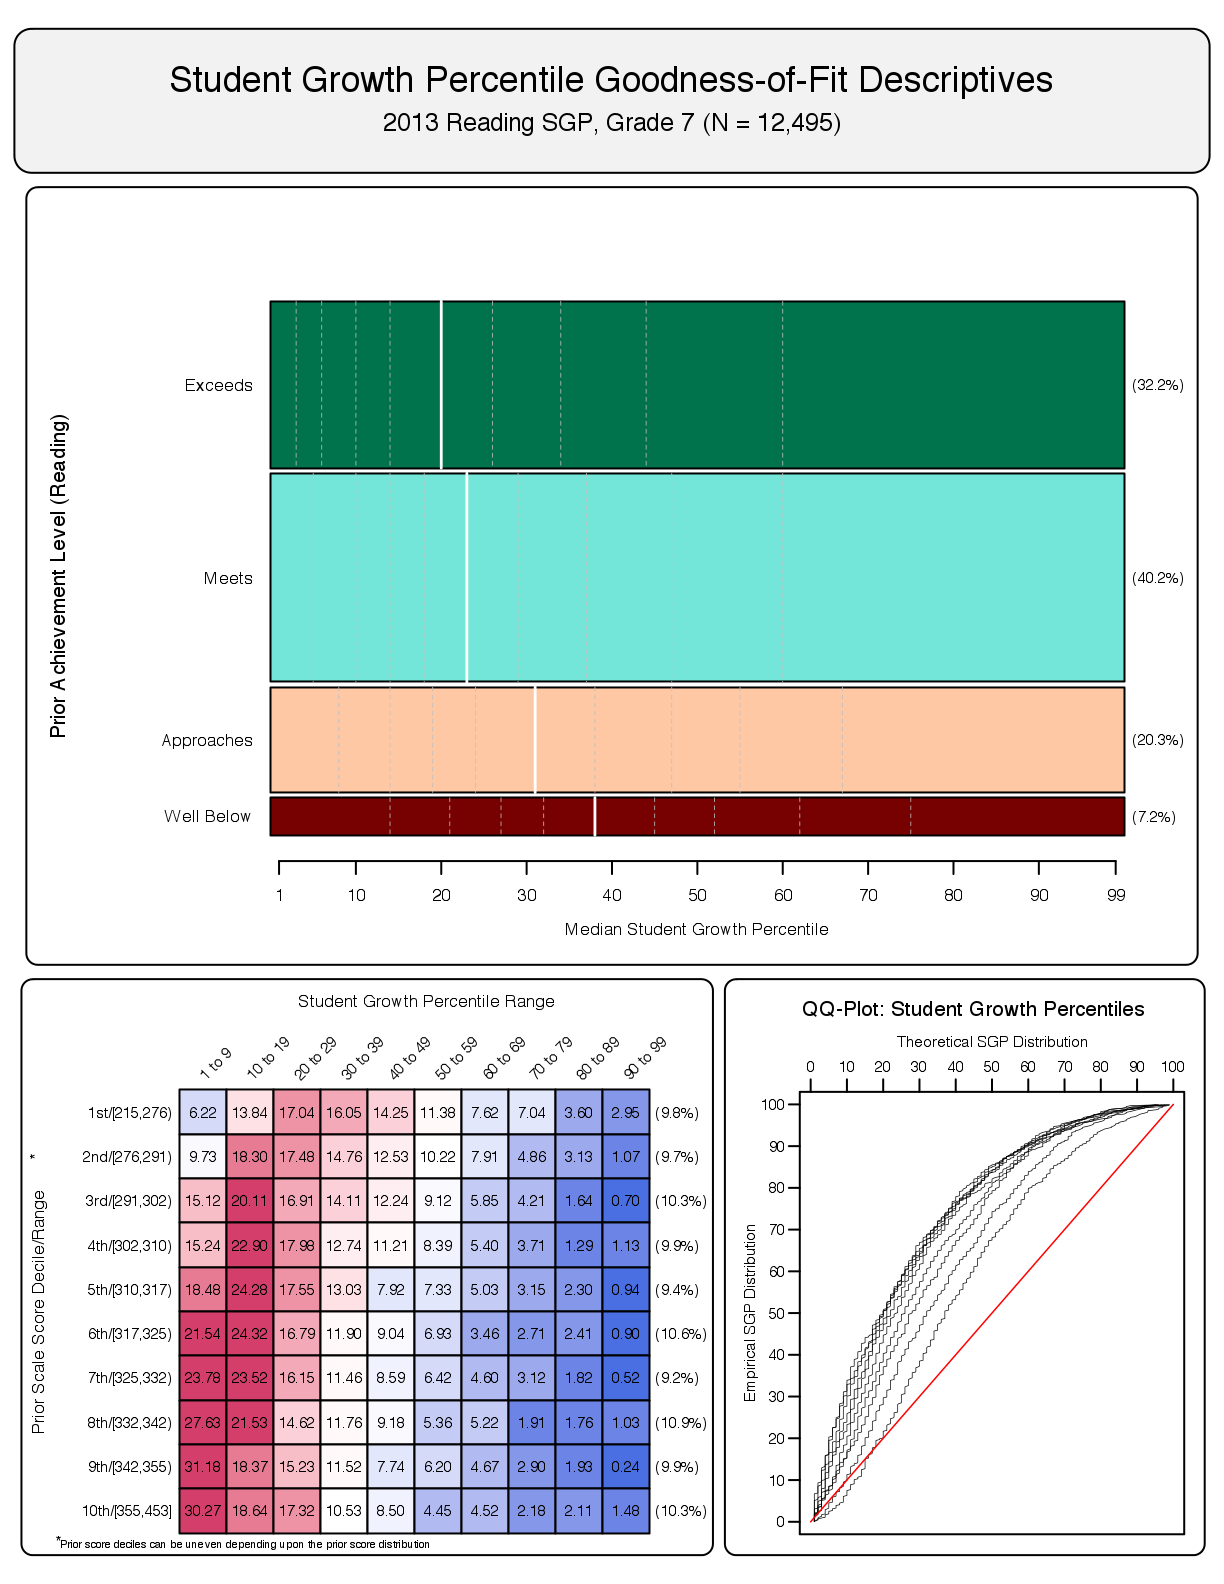 Student Growth Percentile Goodness-of-Fit Descriptives
2013 Reading SGP, Grade 7 (N = 12,495)
Prior Achievement Level (Reading)
Exceeds (32.2%)
Meets (40.2%)
Approaches (20.3%)
Well Below (7.2%)
1 10 20 30 40 50 60 70 80 90 99
Median Student Growth Percentile
Student Growth Percentile Range
1 to 9 10 to 19 20 to 29 30 to 39 40 to 49 50 to 59 60 to 69 70 to 79 80 to 89 90 to 99
Prior Scale Score Decile/Range *
1st/[215,276) 6.22 13.84 17.04 16.05 14.25 11.38 7.62 7.04 3.60 2.95 (9.8%)
2nd/[276,291) 9.73 18.30 17.48 14.76 12.53 10.22 7.91 4.86 3.13 1.07 (9.7%)
3rd/[291,302) 15.12 20.11 16.91 14.11 12.24 9.12 5.85 4.21 1.64 0.70 (10.3%)
4th/[302,310) 15.24 22.90 17.98 12.74 11.21 8.39 5.40 3.71 1.29 1.13 (9.9%)
5th/[310,317) 18.48 24.28 17.55 13.03 7.92 7.33 5.03 3.15 2.30 0.94 (9.4%)
6th/[317,325) 21.54 24.32 16.79 11.90 9.04 6.93 3.46 2.71 2.41 0.90 (10.6%)
7th/[325,332) 23.78 23.52 16.15 11.46 8.59 6.42 4.60 3.12 1.82 0.52 (9.2%)
8th/[332,342) 27.63 21.53 14.62 11.76 9.18 5.36 5.22 1.91 1.76 1.03 (10.9%)
9th/[342,355) 31.18 18.37 15.23 11.52 7.74 6.20 4.67 2.90 1.93 0.24 (9.9%)
10th/[355,453] 30.27 18.64 17.32 10.53 8.50 4.45 4.52 2.18 2.11 1.48 (10.3%)
*Prior score deciles can be uneven depending upon the prior score distribution
QQ-Plot: Student Growth Percentiles
Theoretical SGP Distribution
0 10 20 30 40 50 60 70 80 90 100
Empirical SGP Distribution
100
90
80
70
60
50
40
30
20
10
0